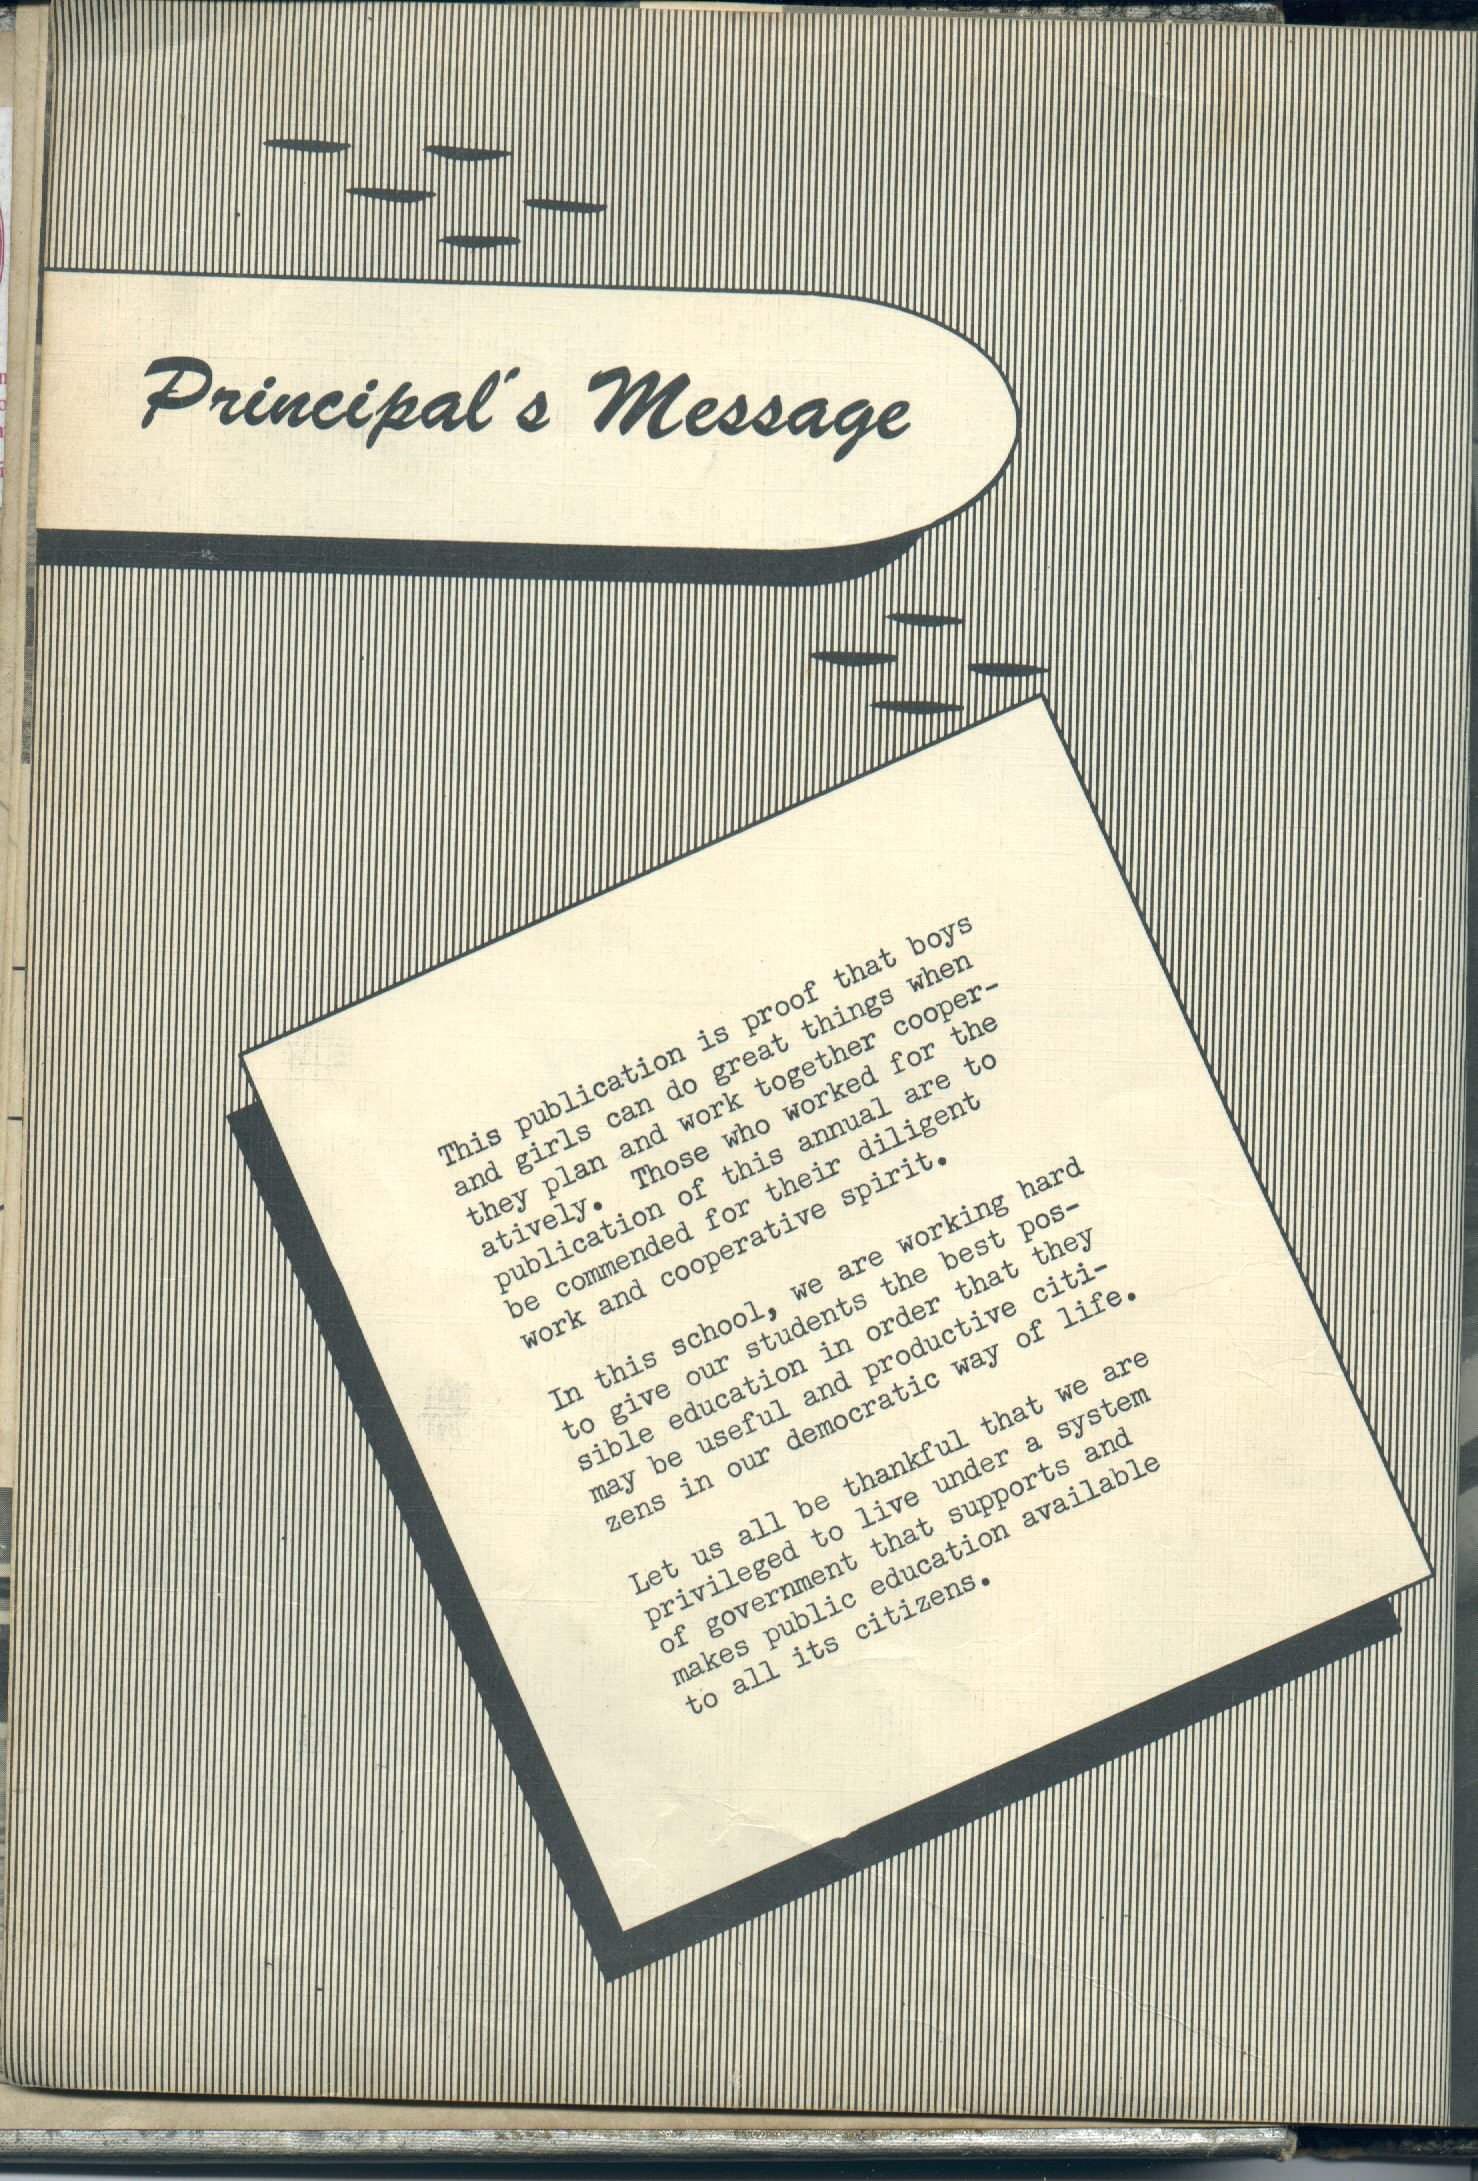 Principal's Message
This publication is proof that boys
and girls can do great things when
they plan and work together cooper-
atively. Those who worked for the
publication of this annual are to
be commended for their diligent
work and cooperative spirit.
In this school, we are working hard
to give our students the best pos-
sible education in order that they
may be useful and productive citi-
zens in our democratic way of life.
Let us all be thankful that we are
privileged to live under a system
of government that supports and
makes public education available
to all its citizens.